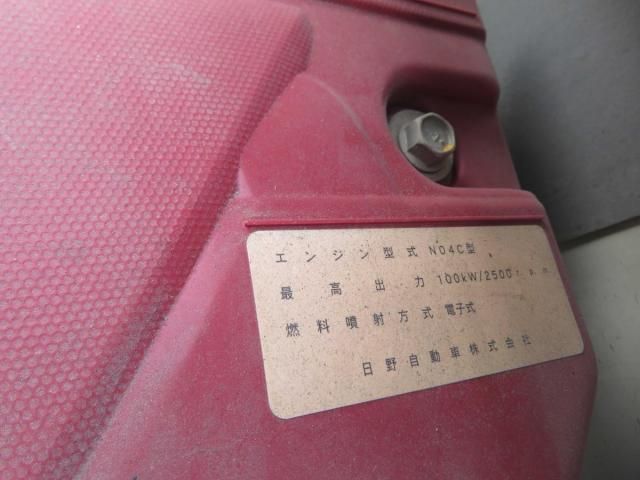 エンジン型式 N04C型
最高出力 100kW/2500r.p.m
燃料噴射方式 電子式
日野自動車株式会社